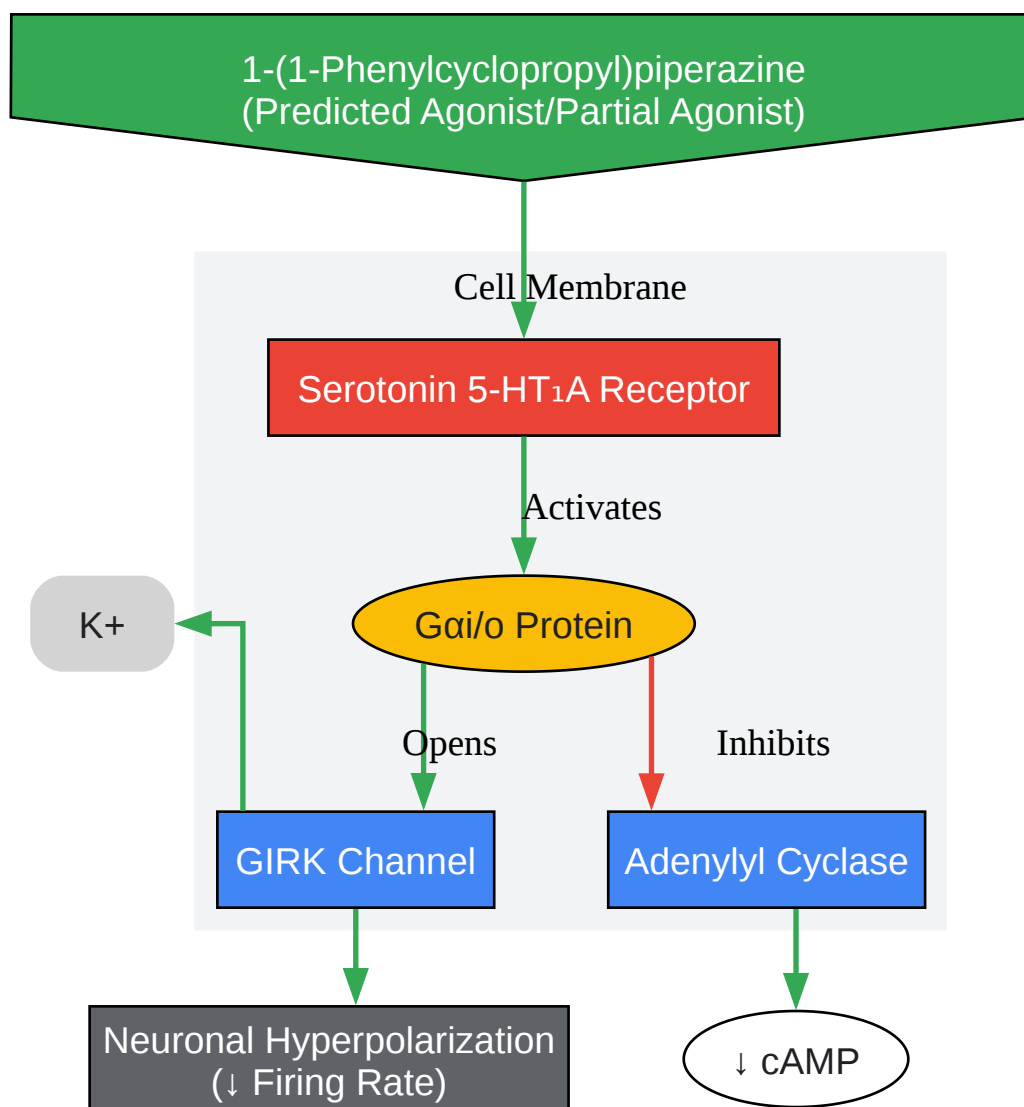 1-(1-Phenylcyclopropyl)piperazine
(Predicted Agonist/Partial Agonist)
Cell Membrane
Serotonin 5-HT₁A Receptor
Activates
K+
Gαi/o Protein
Opens
Inhibits
GIRK Channel
Adenylyl Cyclase
Neuronal Hyperpolarization
(↓ Firing Rate)
↓ cAMP